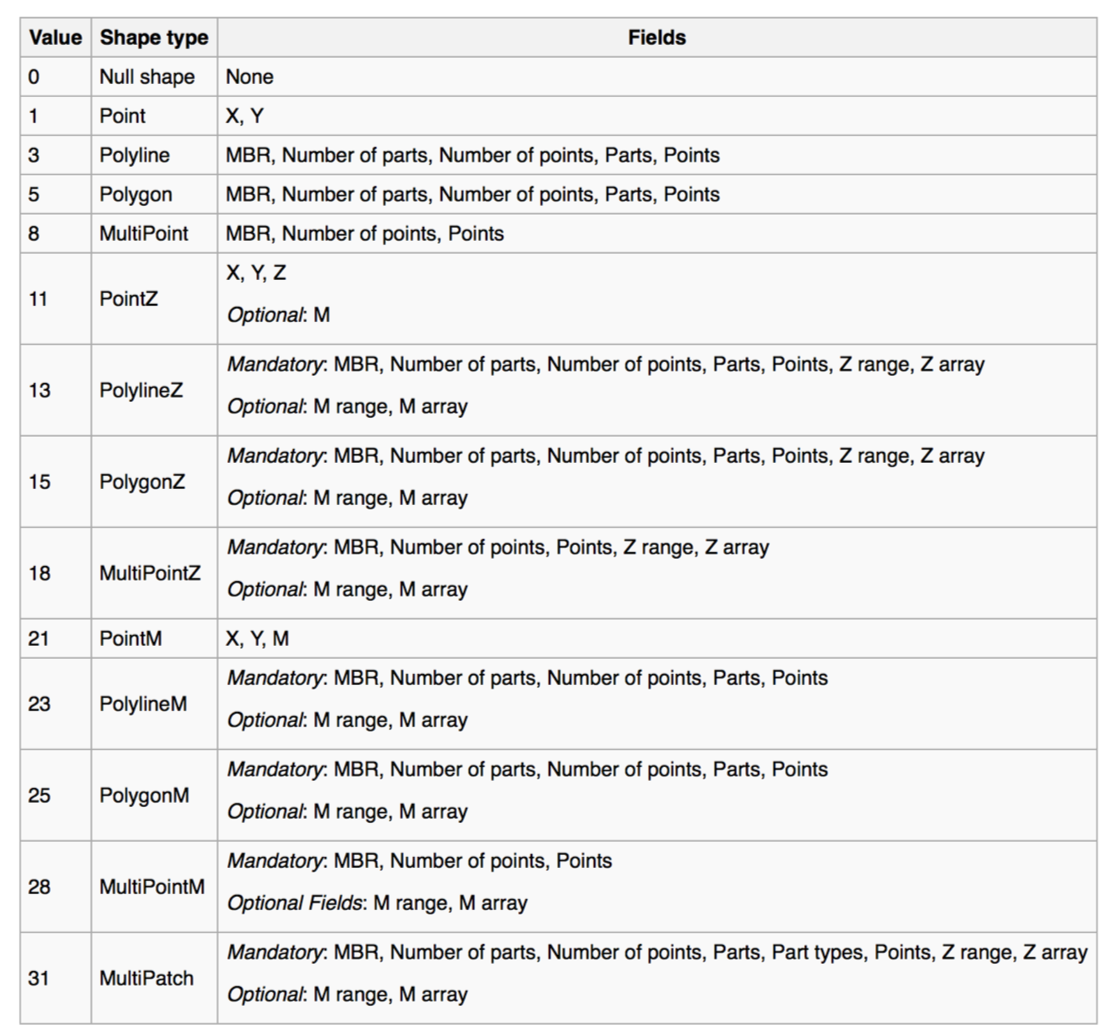 Value Shape type Fields
0 Null shape None
1 Point X, Y
3 Polyline MBR, Number of parts, Number of points, Parts, Points
5 Polygon MBR, Number of parts, Number of points, Parts, Points
8 MultiPoint MBR, Number of points, Points
11 PointZ X, Y, Z
Optional: M
13 PolylineZ Mandatory: MBR, Number of parts, Number of points, Parts, Points, Z range, Z array
Optional: M range, M array
15 PolygonZ Mandatory: MBR, Number of parts, Number of points, Parts, Points, Z range, Z array
Optional: M range, M array
18 MultiPointZ Mandatory: MBR, Number of points, Points, Z range, Z array
Optional: M range, M array
21 PointM X, Y, M
23 PolylineM Mandatory: MBR, Number of parts, Number of points, Parts, Points
Optional: M range, M array
25 PolygonM Mandatory: MBR, Number of parts, Number of points, Parts, Points
Optional: M range, M array
28 MultiPointM Mandatory: MBR, Number of points, Points
Optional Fields: M range, M array
31 MultiPatch Mandatory: MBR, Number of parts, Number of points, Parts, Part types, Points, Z range, Z array
Optional: M range, M array